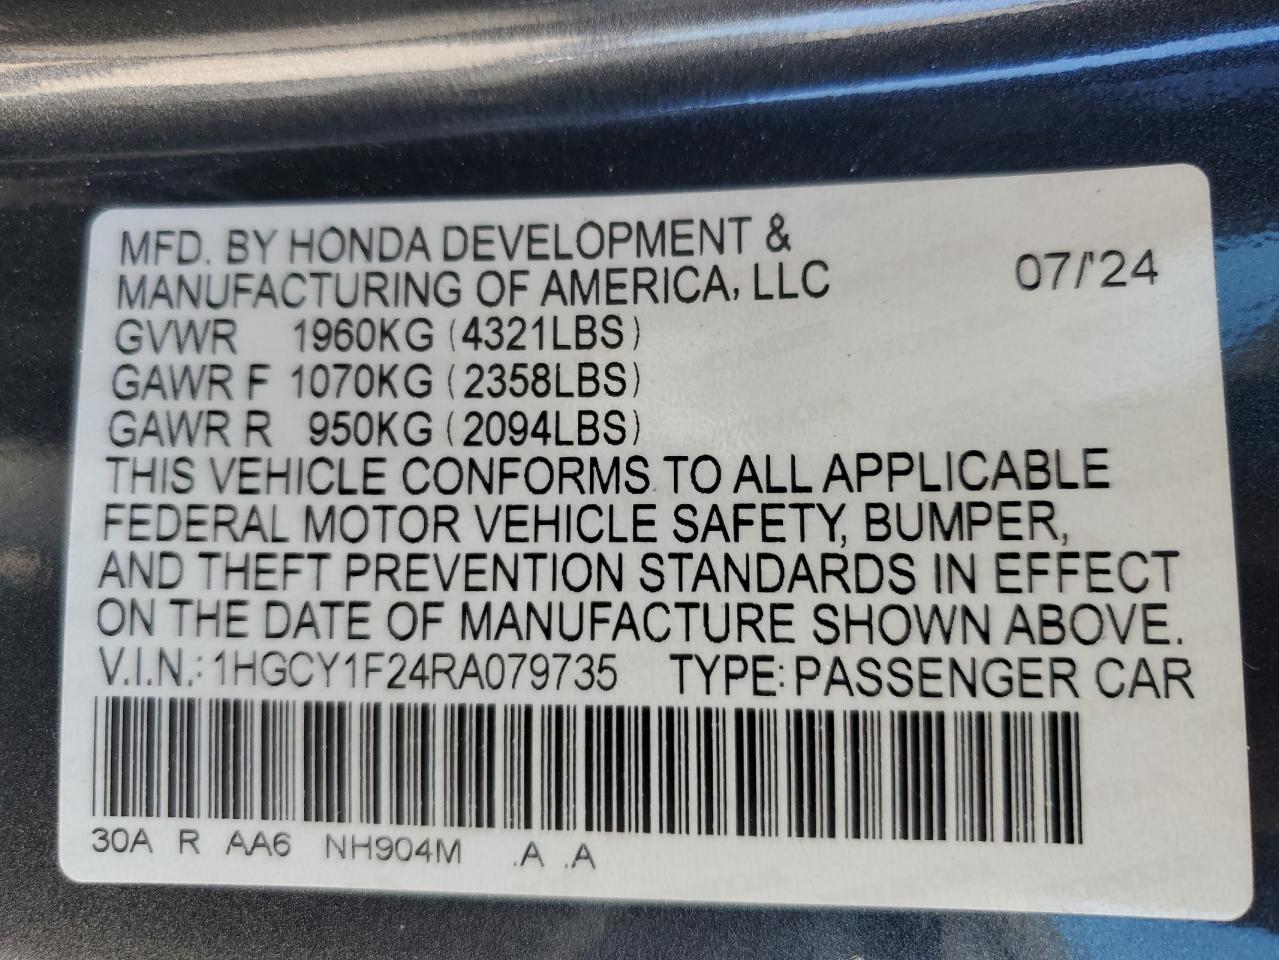 MFD. BY HONDA DEVELOPMENT &
MANUFACTURING OF AMERICA, LLC 07/'24
GVWR 1960KG (4321LBS)
GAWR F 1070KG (2358LBS)
GAWR R 950KG (2094LBS)
THIS VEHICLE CONFORMS TO ALL APPLICABLE
FEDERAL MOTOR VEHICLE SAFETY, BUMPER,
AND THEFT PREVENTION STANDARDS IN EFFECT
ON THE DATE OF MANUFACTURE SHOWN ABOVE.
V.I.N.: 1HGCY1F24RA079735 TYPE: PASSENGER CAR
30A R AA6 NH904M .A .A